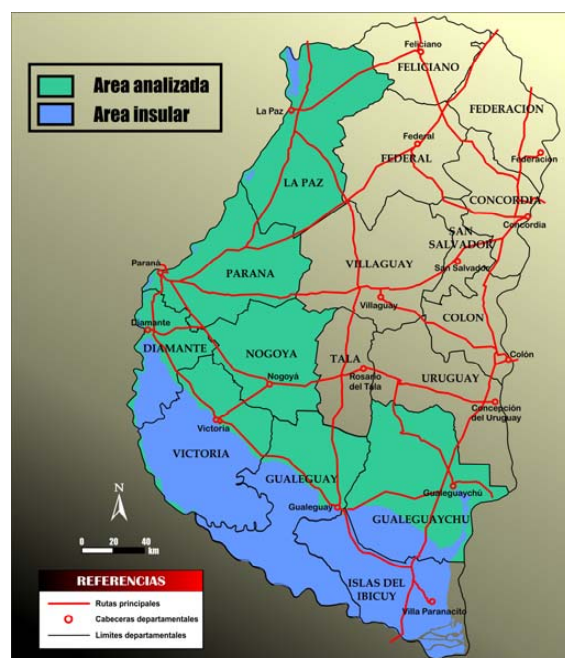 Area analizada
Area insular
Feliciano
FELICIANO
FEDERACION
La Paz
Federal
FEDERAL
Federación
LA PAZ
CONCORDIA
Concordia
SAN
SALVADOR
Paraná
PARANA
VILLAGUAY
San Salvador
Villaguay
COLON
Diamante
DIAMANTE
NOGOYA
TALA
Colón
Nogoyá
Rosario
del Tala
URUGUAY
Concepción
del Uruguay
Victoria
VICTORIA
GUALEGUAY
Gualeguaychú
Gualeguay
GUALEGUAYCHU
N
0 20 40
km
ISLAS DEL
IBICUY
Villa Paranacito
REFERENCIAS
Rutas principales
Cabeceras departamentales
Limites departamentales